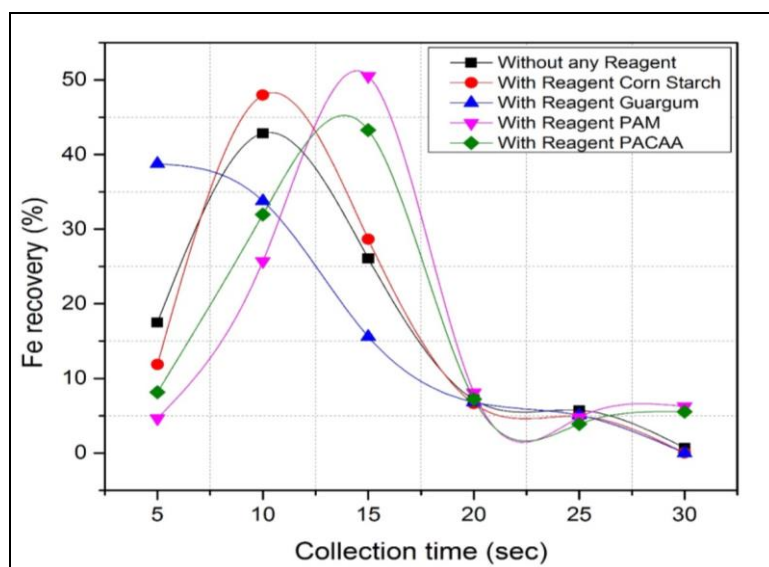 Without any Reagent
With Reagent Corn Starch
With Reagent Guargum
With Reagent PAM
With Reagent PACAA
Fe recovery (%)
50
40
30
20
10
0
5 10 15 20 25 30
Collection time (sec)